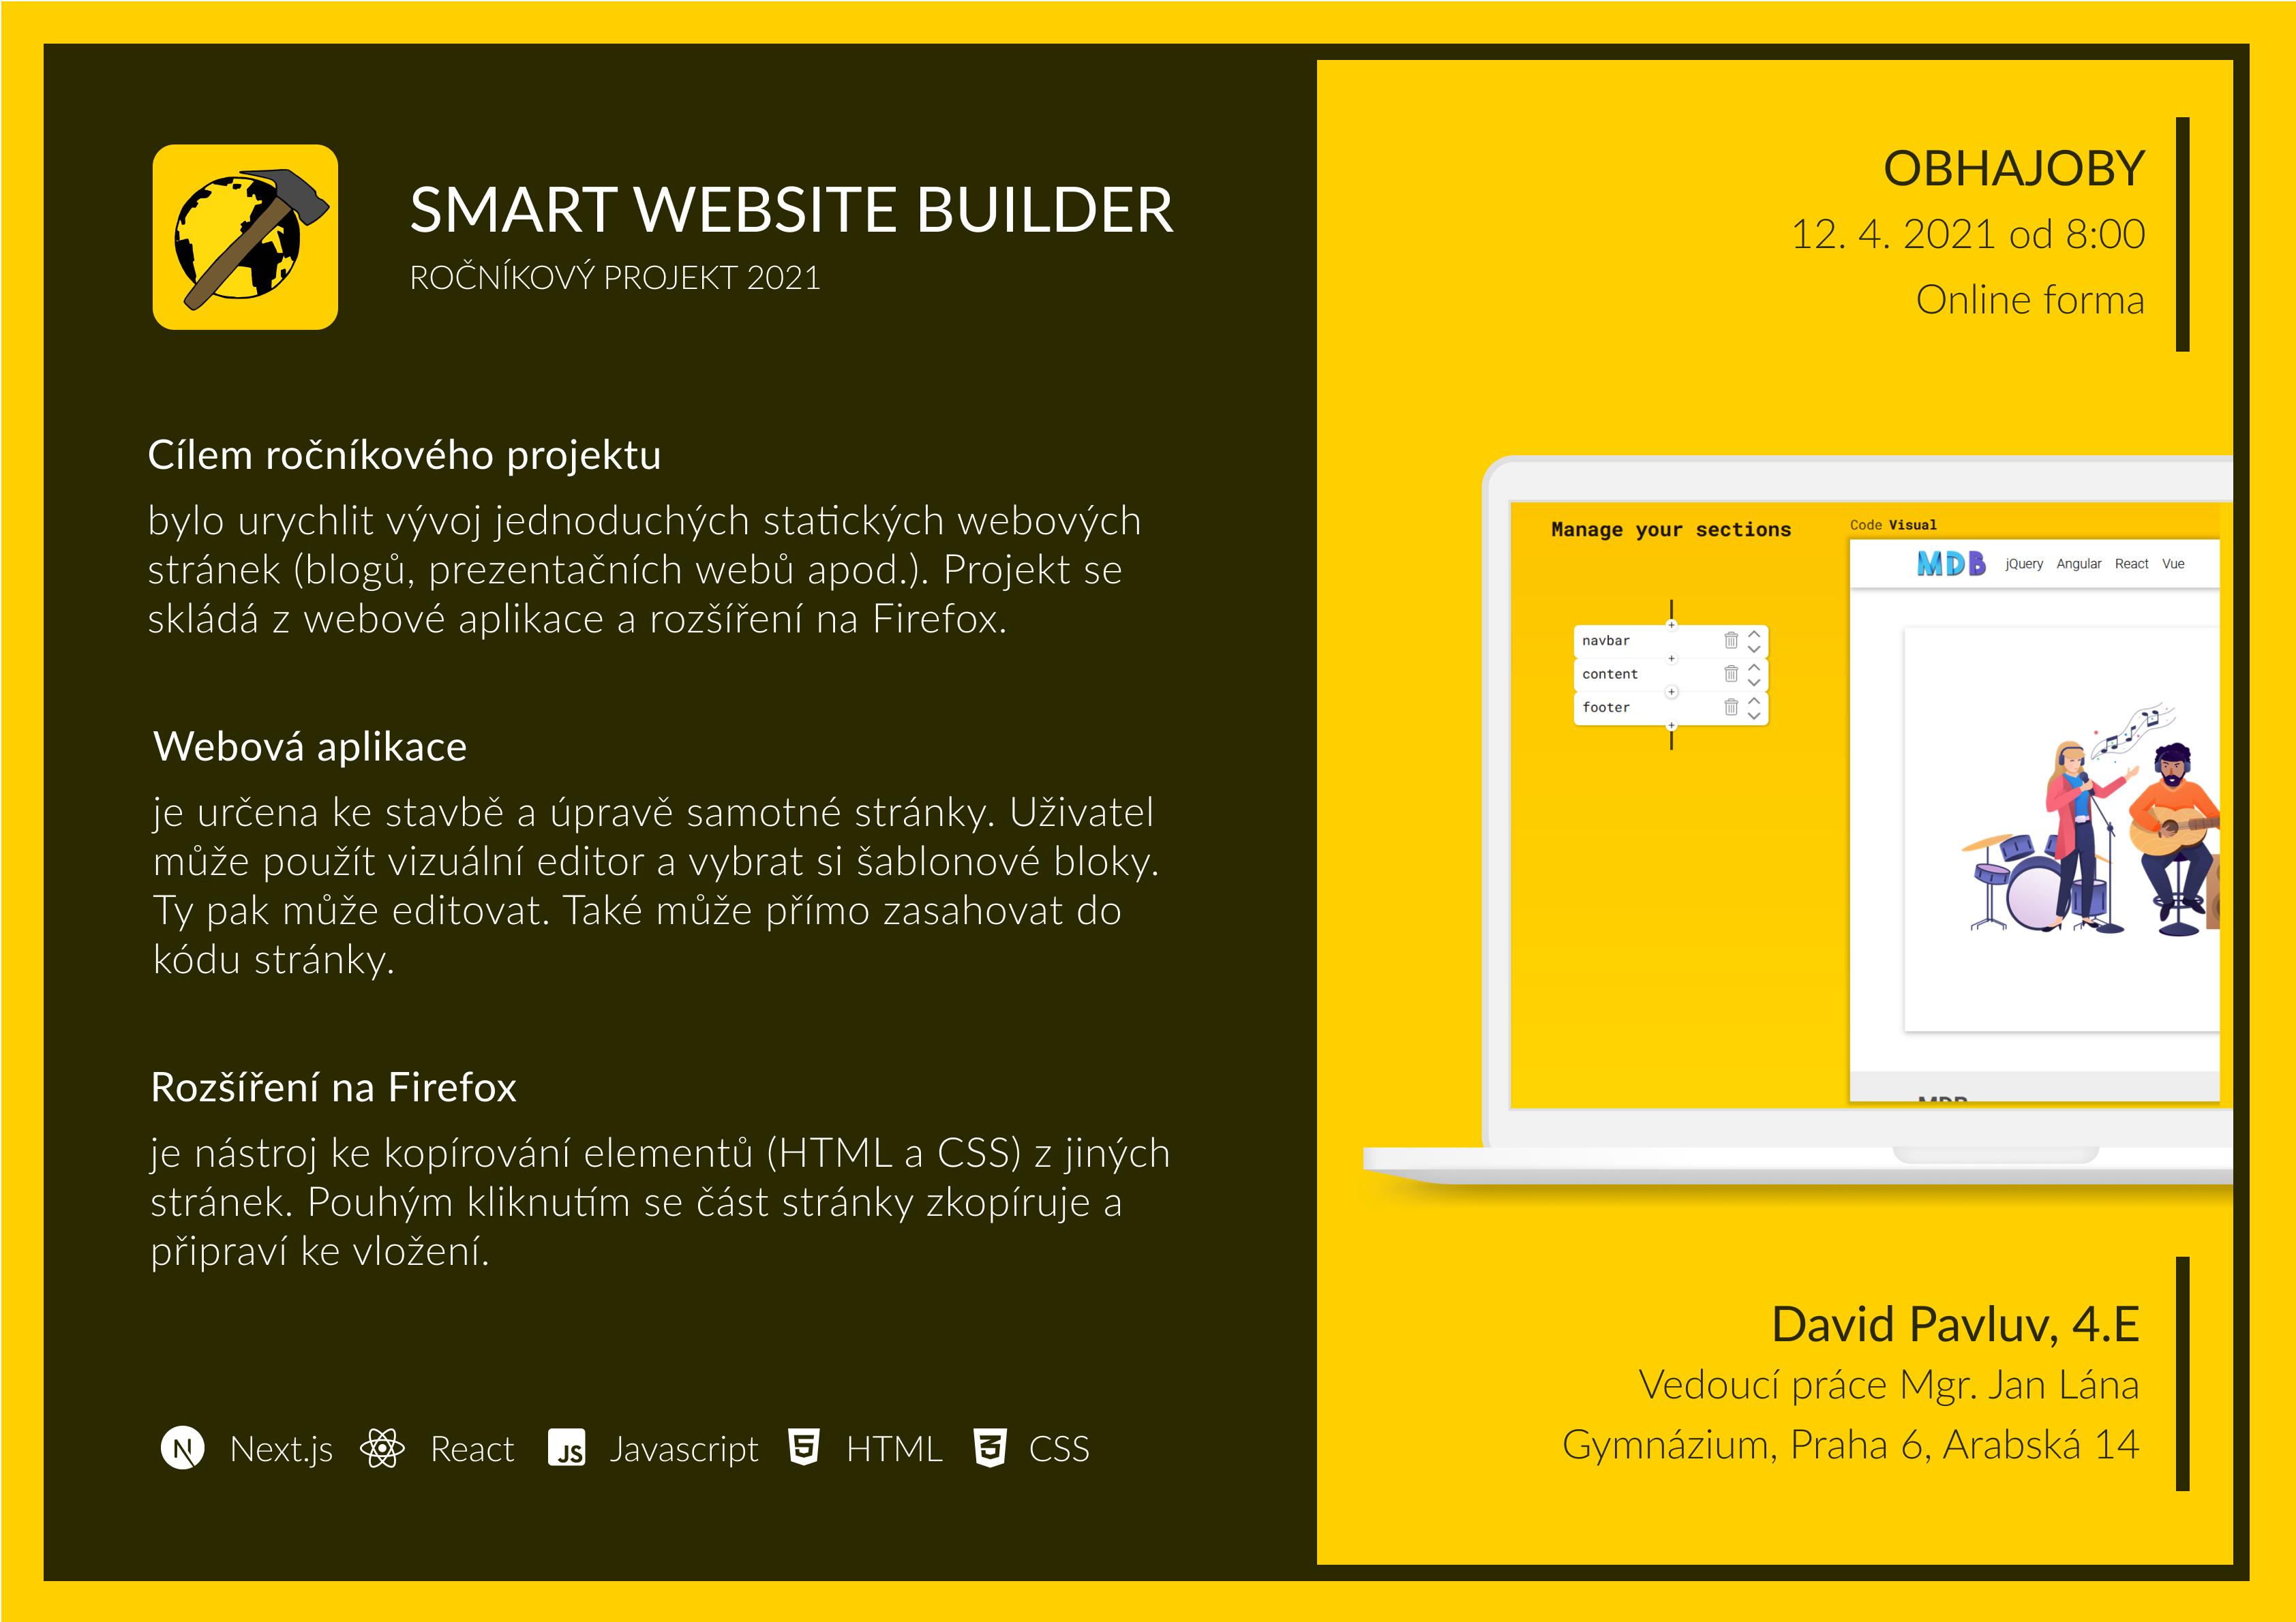 SMART WEBSITE BUILDER
ROČNÍKOVÝ PROJEKT 2021
Cílem ročníkového projektu
bylo urychlit vývoj jednoduchých statických webových
stránek (blogů, prezentačních webů apod.). Projekt se
skládá z webové aplikace a rozšíření na Firefox.
Webová aplikace
je určena ke stavbě a úpravě samotné stránky. Uživatel
může použít vizuální editor a vybrat si šablonové bloky.
Ty pak může editovat. Také může přímo zasahovat do
kódu stránky.
Rozšíření na Firefox
je nástroj ke kopírování elementů (HTML a CSS) z jiných
stránek. Pouhým kliknutím se část stránky zkopíruje a
připraví ke vložení.
N Next.js React JS Javascript 5 HTML 3 CSS
OBHAJOBY
12. 4. 2021 od 8:00
Online forma
Manage your sections
navbar
content
footer
Code Visual
MDB jQuery Angular React Vue
MDB
David Pavluv, 4.E
Vedoucí práce Mgr. Jan Lána
Gymnázium, Praha 6, Arabská 14